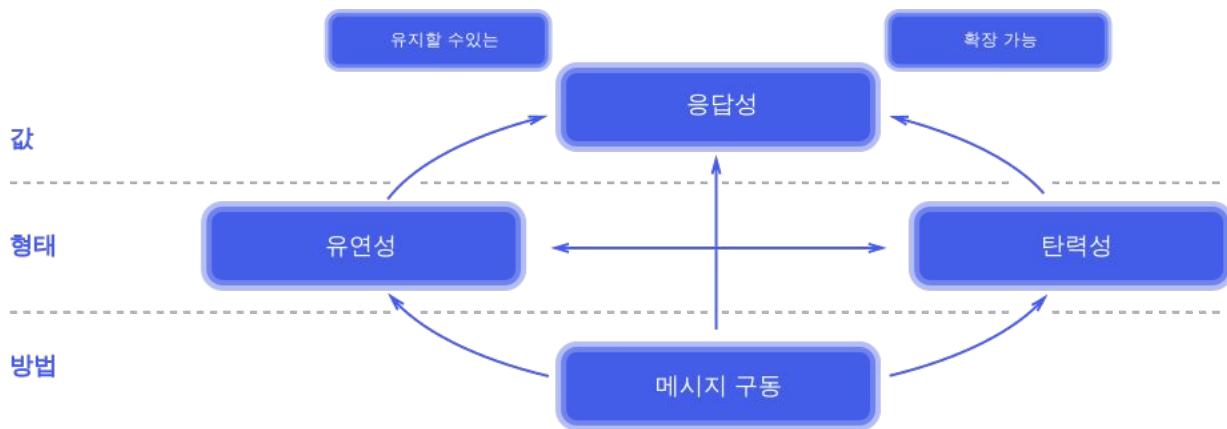 유지할 수있는
확장 가능
응답성
값
형태
유연성
탄력성
방법
메시지 구동